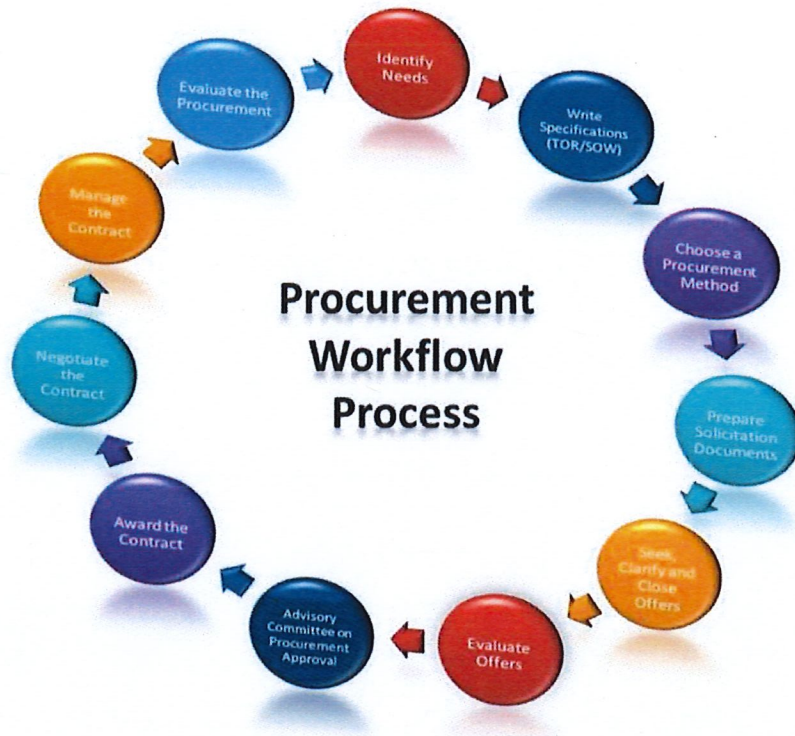 Identify
Needs
Write
Specifications
(TOR/SOW)
Choose a
Procurement
Method
Prepare
Solicitation
Documents
Seek,
Clarify and
Close
Offers
Evaluate
Offers
Advisory
Committee on
Procurement
Approval
Award the
Contract
Negotiate
the
Contract
Manage
the
Contract
Evaluate the
Procurement
Procurement
Workflow
Process